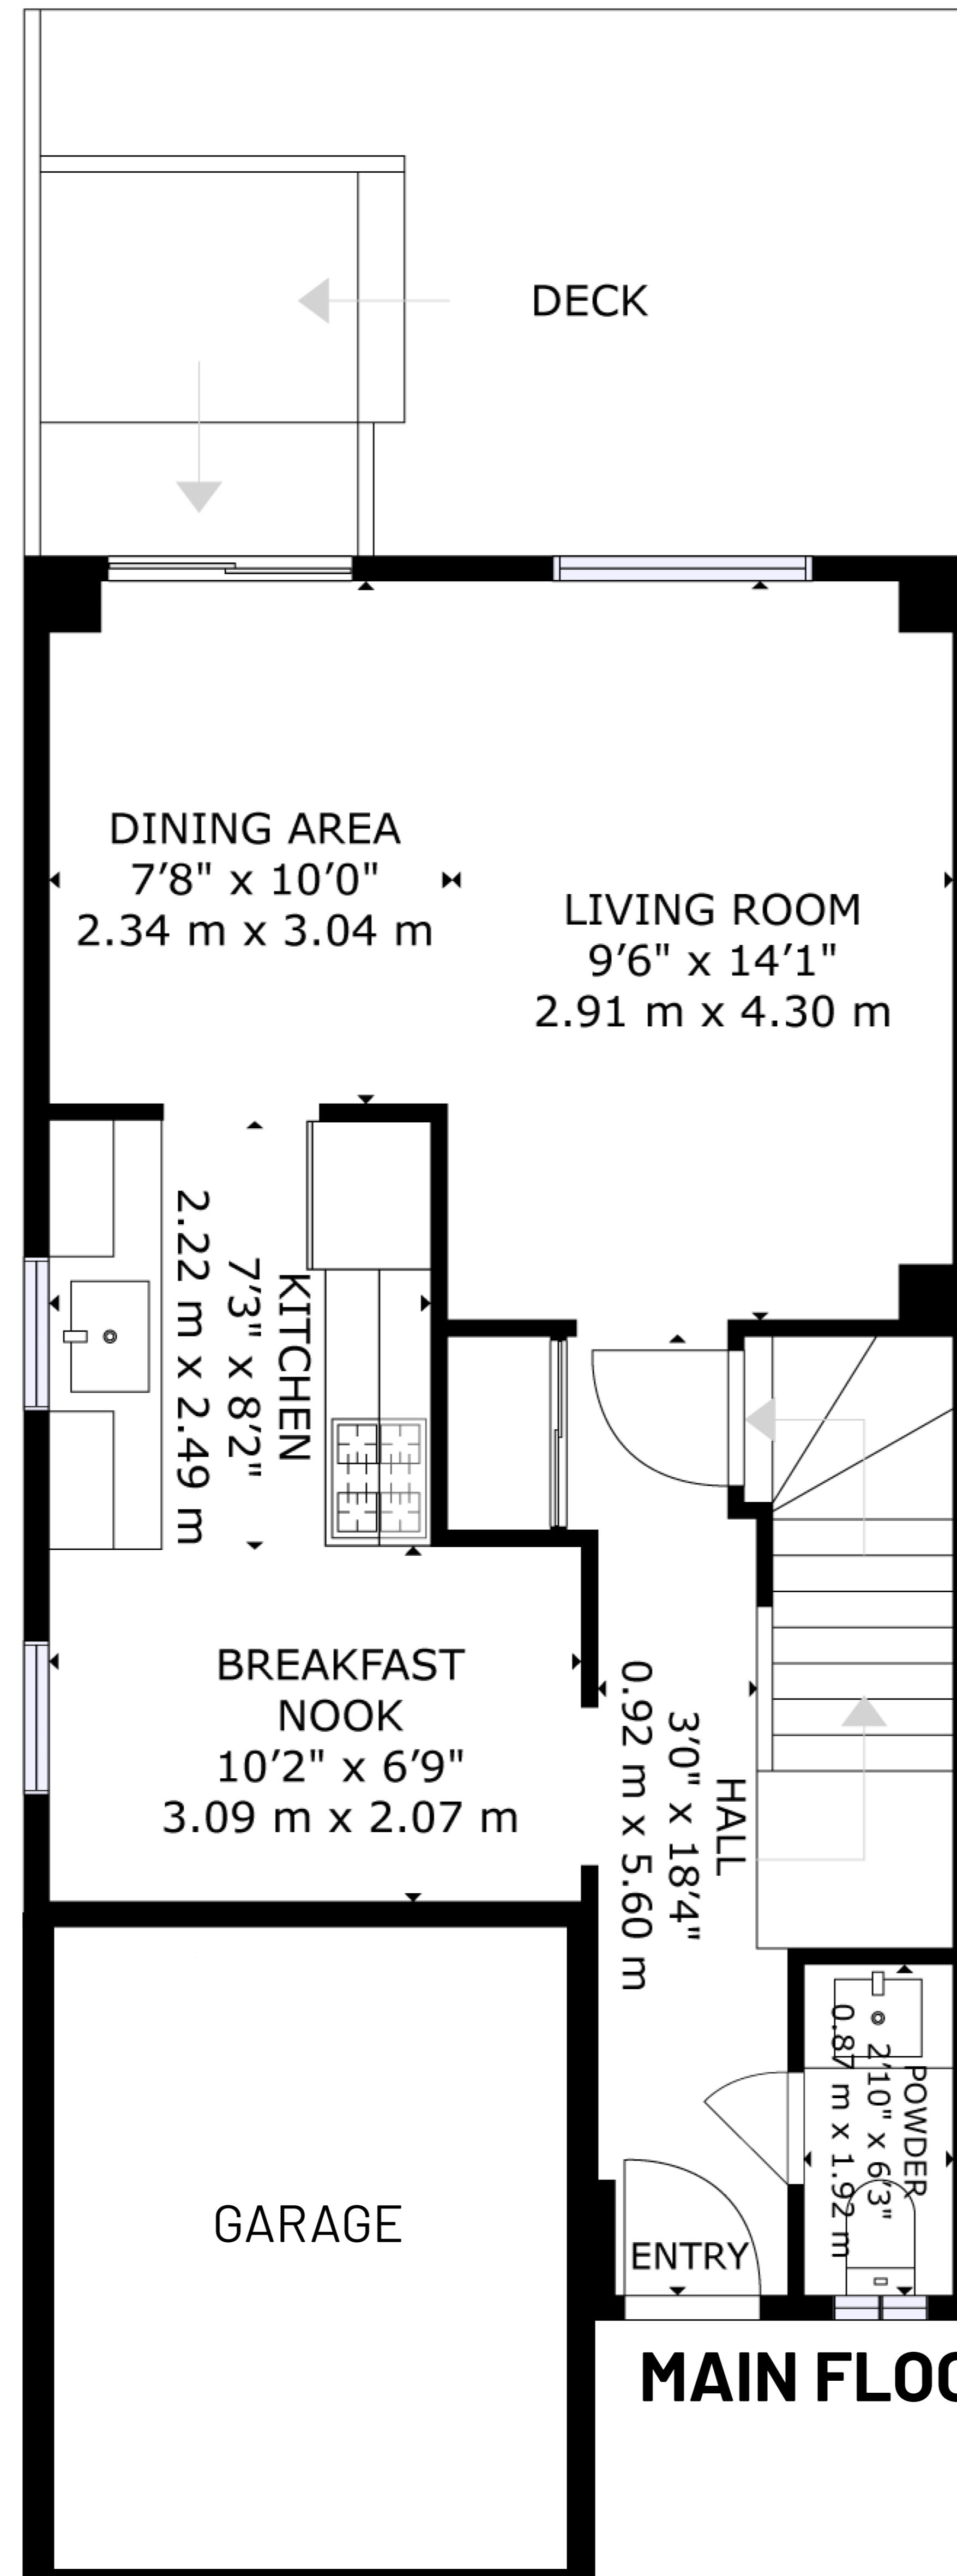 DECK
DINING AREA
7'8" x 10'0"
2.34 m x 3.04 m
LIVING ROOM
9'6" x 14'1"
2.91 m x 4.30 m
KITCHEN
7'3" x 8'2"
2.22 m x 2.49 m
BREAKFAST
NOOK
10'2" x 6'9"
3.09 m x 2.07 m
HALL
3'0" x 18'4"
0.92 m x 5.60 m
POWDER
2'10" x 6'3"
0.87 m x 1.92 m
GARAGE
ENTRY
MAIN FLOO